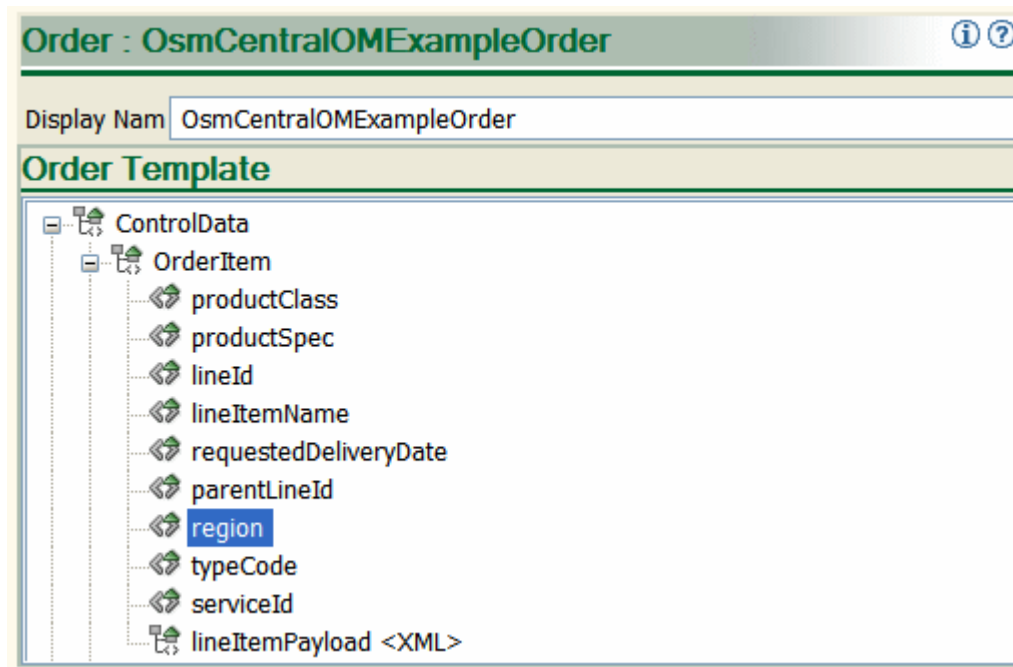 Order : OsmCentralOMExampleOrder
Display Nam OsmCentralOMExampleOrder
Order Template
ControlData
OrderItem
productClass
productSpec
lineId
lineItemName
requestedDeliveryDate
parentLineId
region
typeCode
serviceId
lineItemPayload <XML>